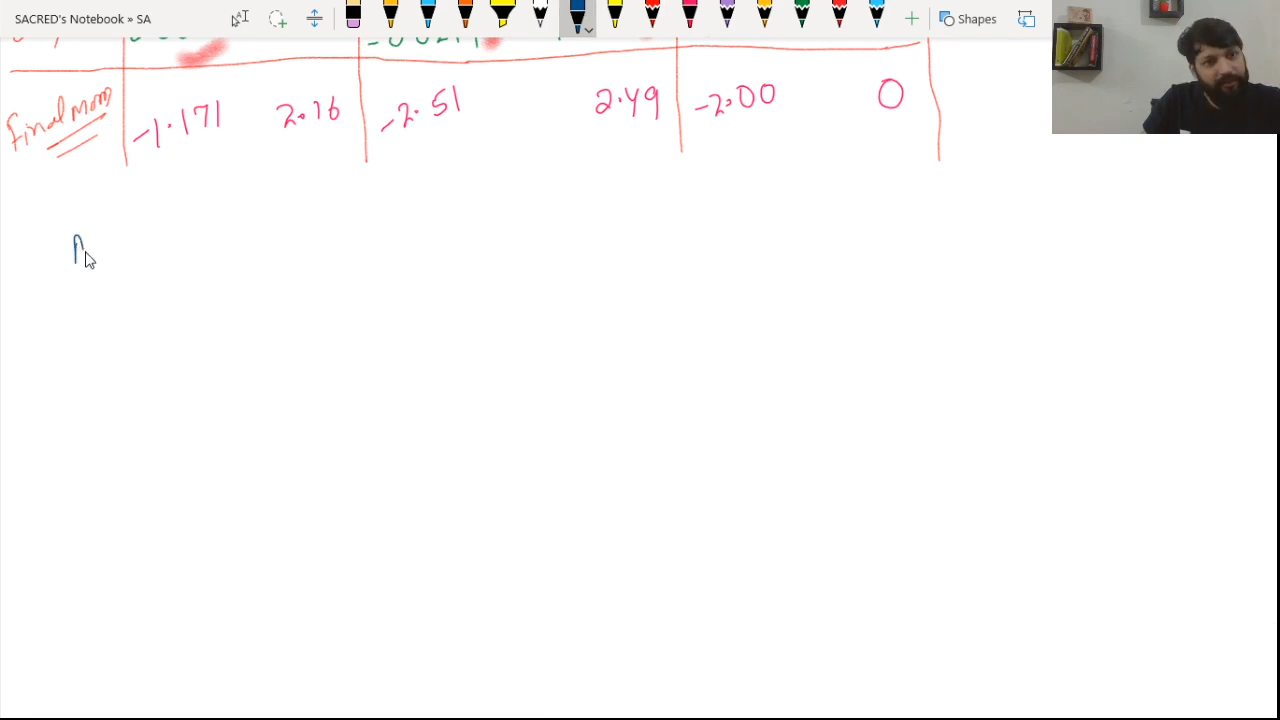 SACRED's Notebook » SA
Shapes
Final mom -1.171 2.16 -2.51 2.49 -2.00 0